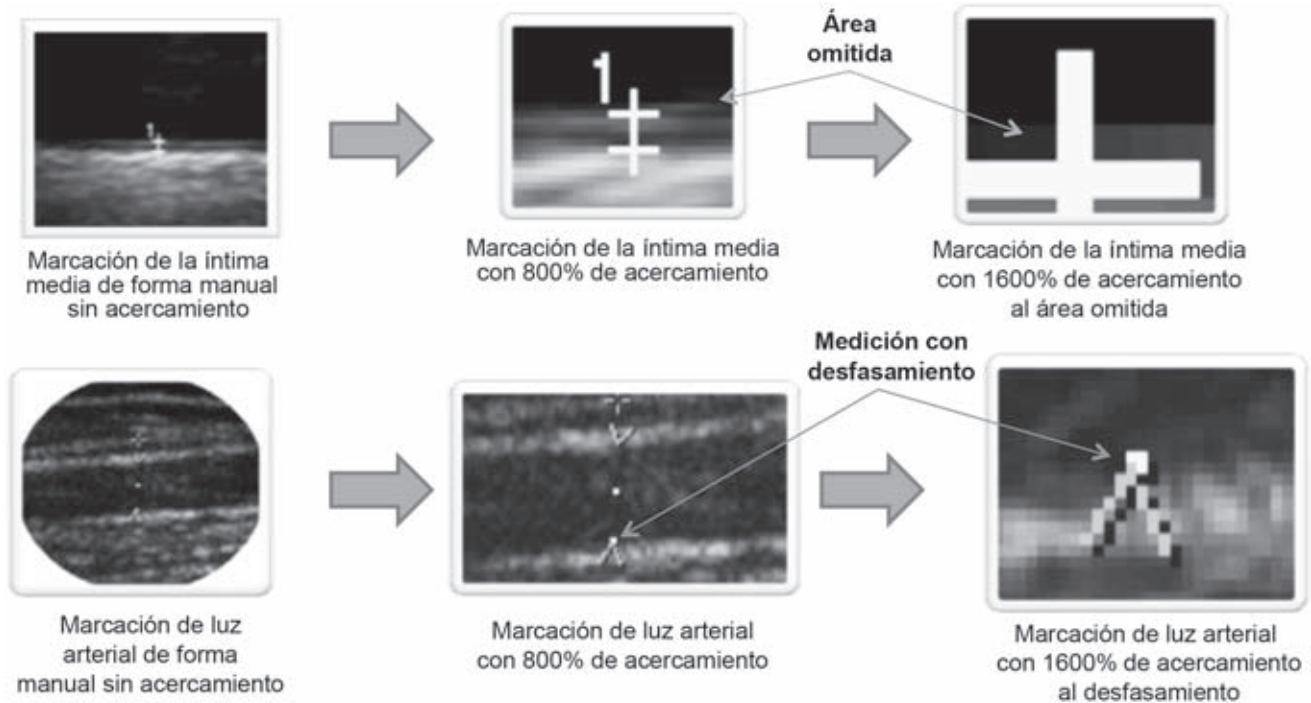 Área
omitida
1
1
Marcación de la íntima
media de forma manual
sin acercamiento
Marcación de la íntima media
con 800% de acercamiento
Marcación de la íntima media
con 1600% de acercamiento
al área omitida
Medición con
desfasamiento
Marcación de luz
arterial de forma
manual sin acercamiento
Marcación de luz arterial
con 800% de acercamiento
Marcación de luz arterial
con 1600% de acercamiento
al desfasamiento